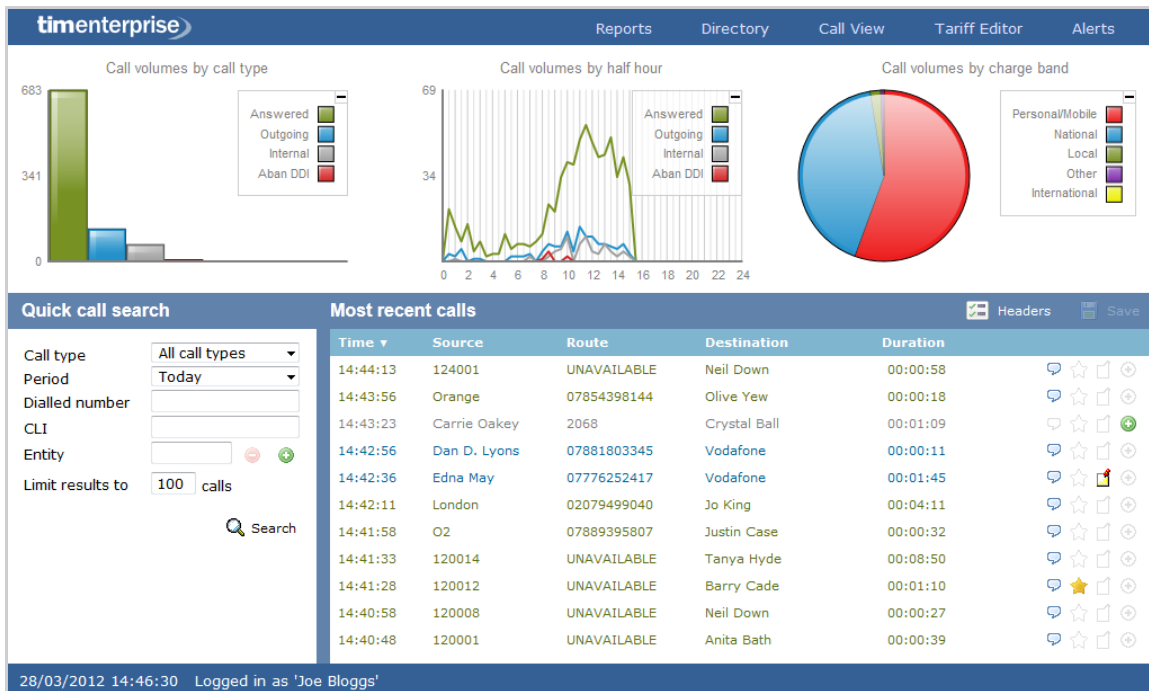 timenterprise
Reports Directory Call View Tariff Editor Alerts
Call volumes by call type
683
341
0
Answered
Outgoing
Internal
Aban DDI
Call volumes by half hour
69
34
0 2 4 6 8 10 12 14 16 18 20 22 24
Answered
Outgoing
Internal
Aban DDI
Call volumes by charge band
Personal/Mobile
National
Local
Other
International
Quick call search
Call type All call types
Period Today
Dialled number
CLI
Entity
Limit results to 100 calls
Search
Most recent calls Headers Save
Time Source Route Destination Duration
14:44:13 124001 UNAVAILABLE Neil Down 00:00:58
14:43:56 Orange 07854398144 Olive Yew 00:00:18
14:43:23 Carrie Oakey 2068 Crystal Ball 00:01:09
14:42:56 Dan D. Lyons 07881803345 Vodafone 00:00:11
14:42:36 Edna May 07776252417 Vodafone 00:01:45
14:42:11 London 02079499040 Jo King 00:04:11
14:41:58 O2 07889395807 Justin Case 00:00:32
14:41:33 120014 UNAVAILABLE Tanya Hyde 00:08:50
14:41:28 120012 UNAVAILABLE Barry Cade 00:01:10
14:40:58 120008 UNAVAILABLE Neil Down 00:00:27
14:40:48 120001 UNAVAILABLE Anita Bath 00:00:39
28/03/2012 14:46:30 Logged in as 'Joe Bloggs'